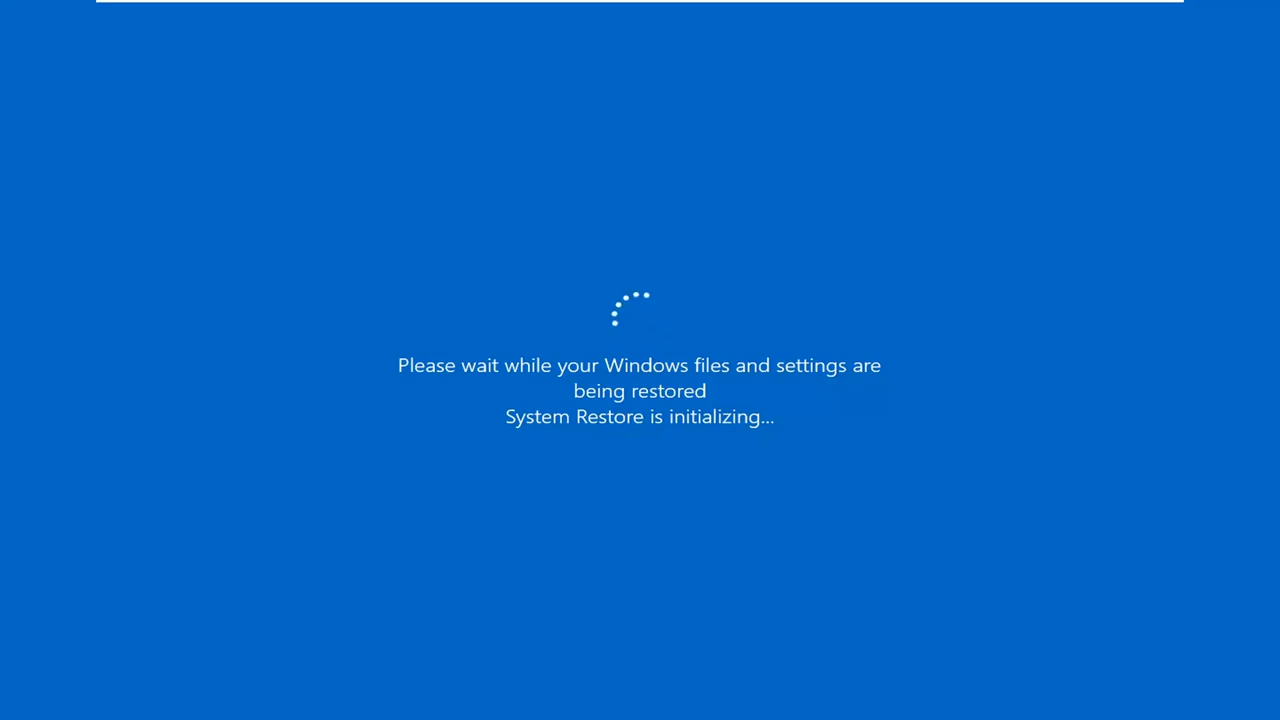 Please wait while your Windows files and settings are
being restored
System Restore is initializing...